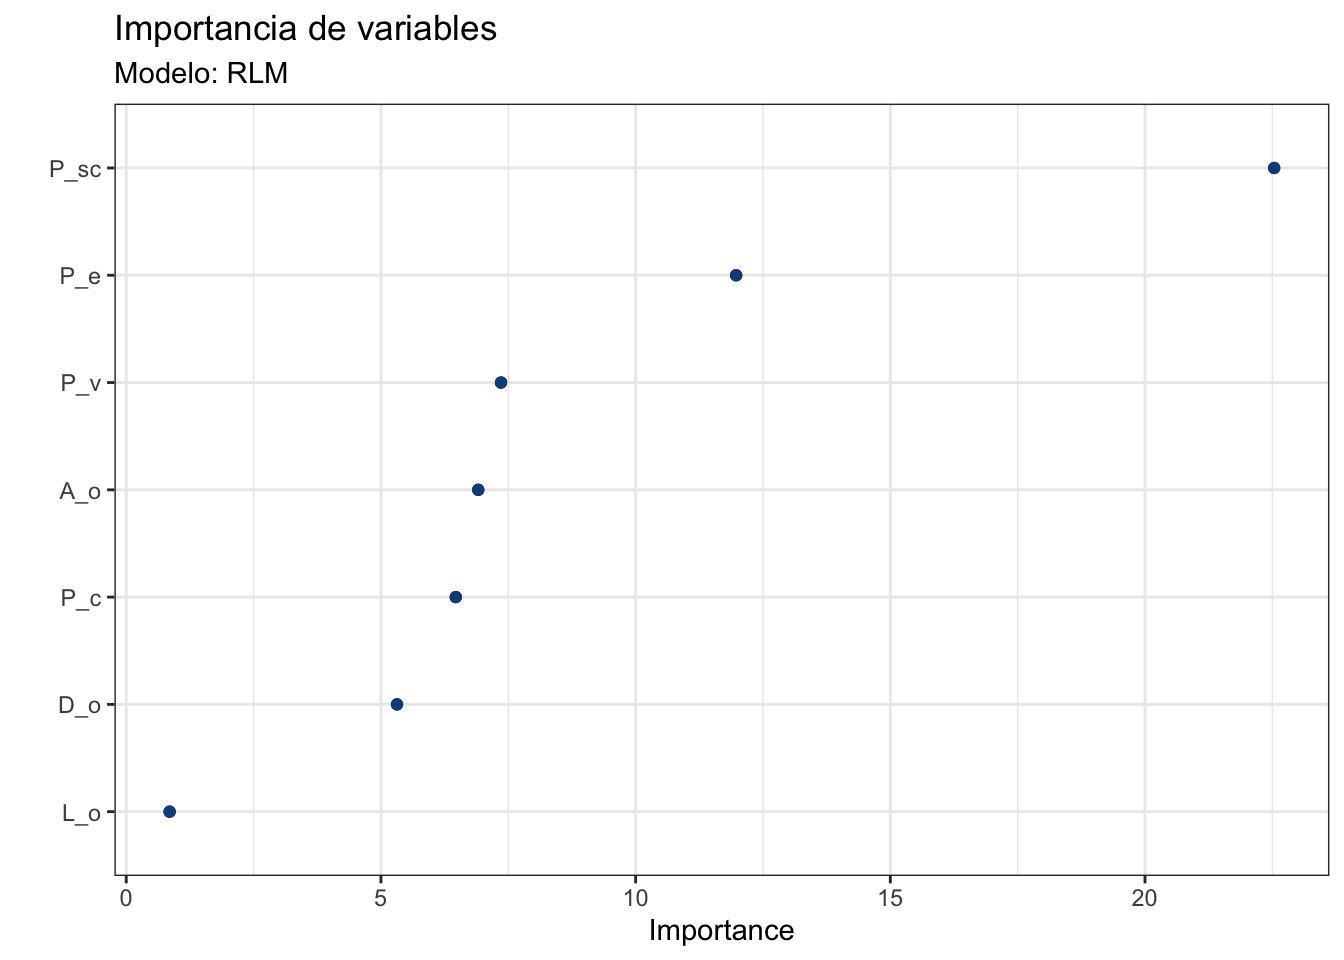 Importancia de variables
Modelo: RLM
P_sc
P_e
P_v
A_o
P_c
D_o
L_o
0 5 10 15 20
Importance